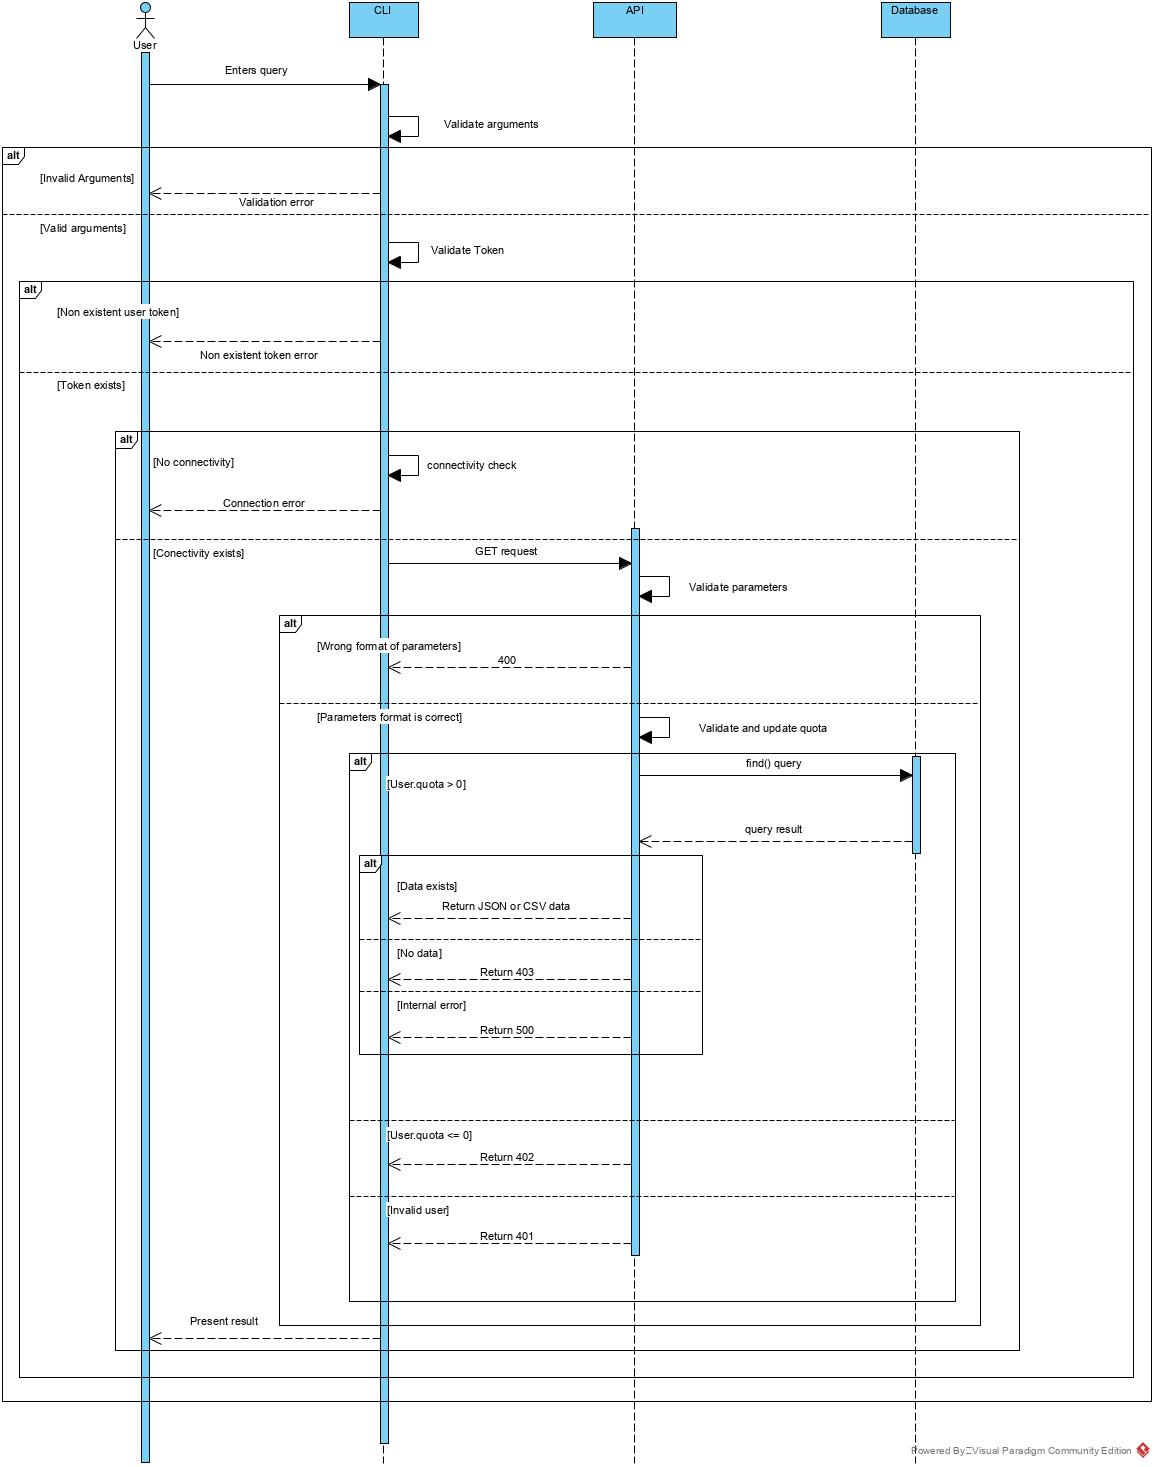 CLI
API
Database
User
Enters query
Validate arguments
alt
[Invalid Arguments]
Validation error
[Valid arguments]
Validate Token
alt
[Non existent user token]
Non existent token error
[Token exists]
alt
[No connectivity]
connectivity check
Connection error
[Conectivity exists]
GET request
Validate parameters
alt
[Wrong format of parameters]
400
[Parameters format is correct]
Validate and update quota
alt
find() query
[User.quota > 0]
query result
alt
[Data exists]
Return JSON or CSV data
[No data]
Return 403
[Internal error]
Return 500
[User.quota <= 0]
Return 402
[Invalid user]
Return 401
Present result
Powered By Visual Paradigm Community Edition